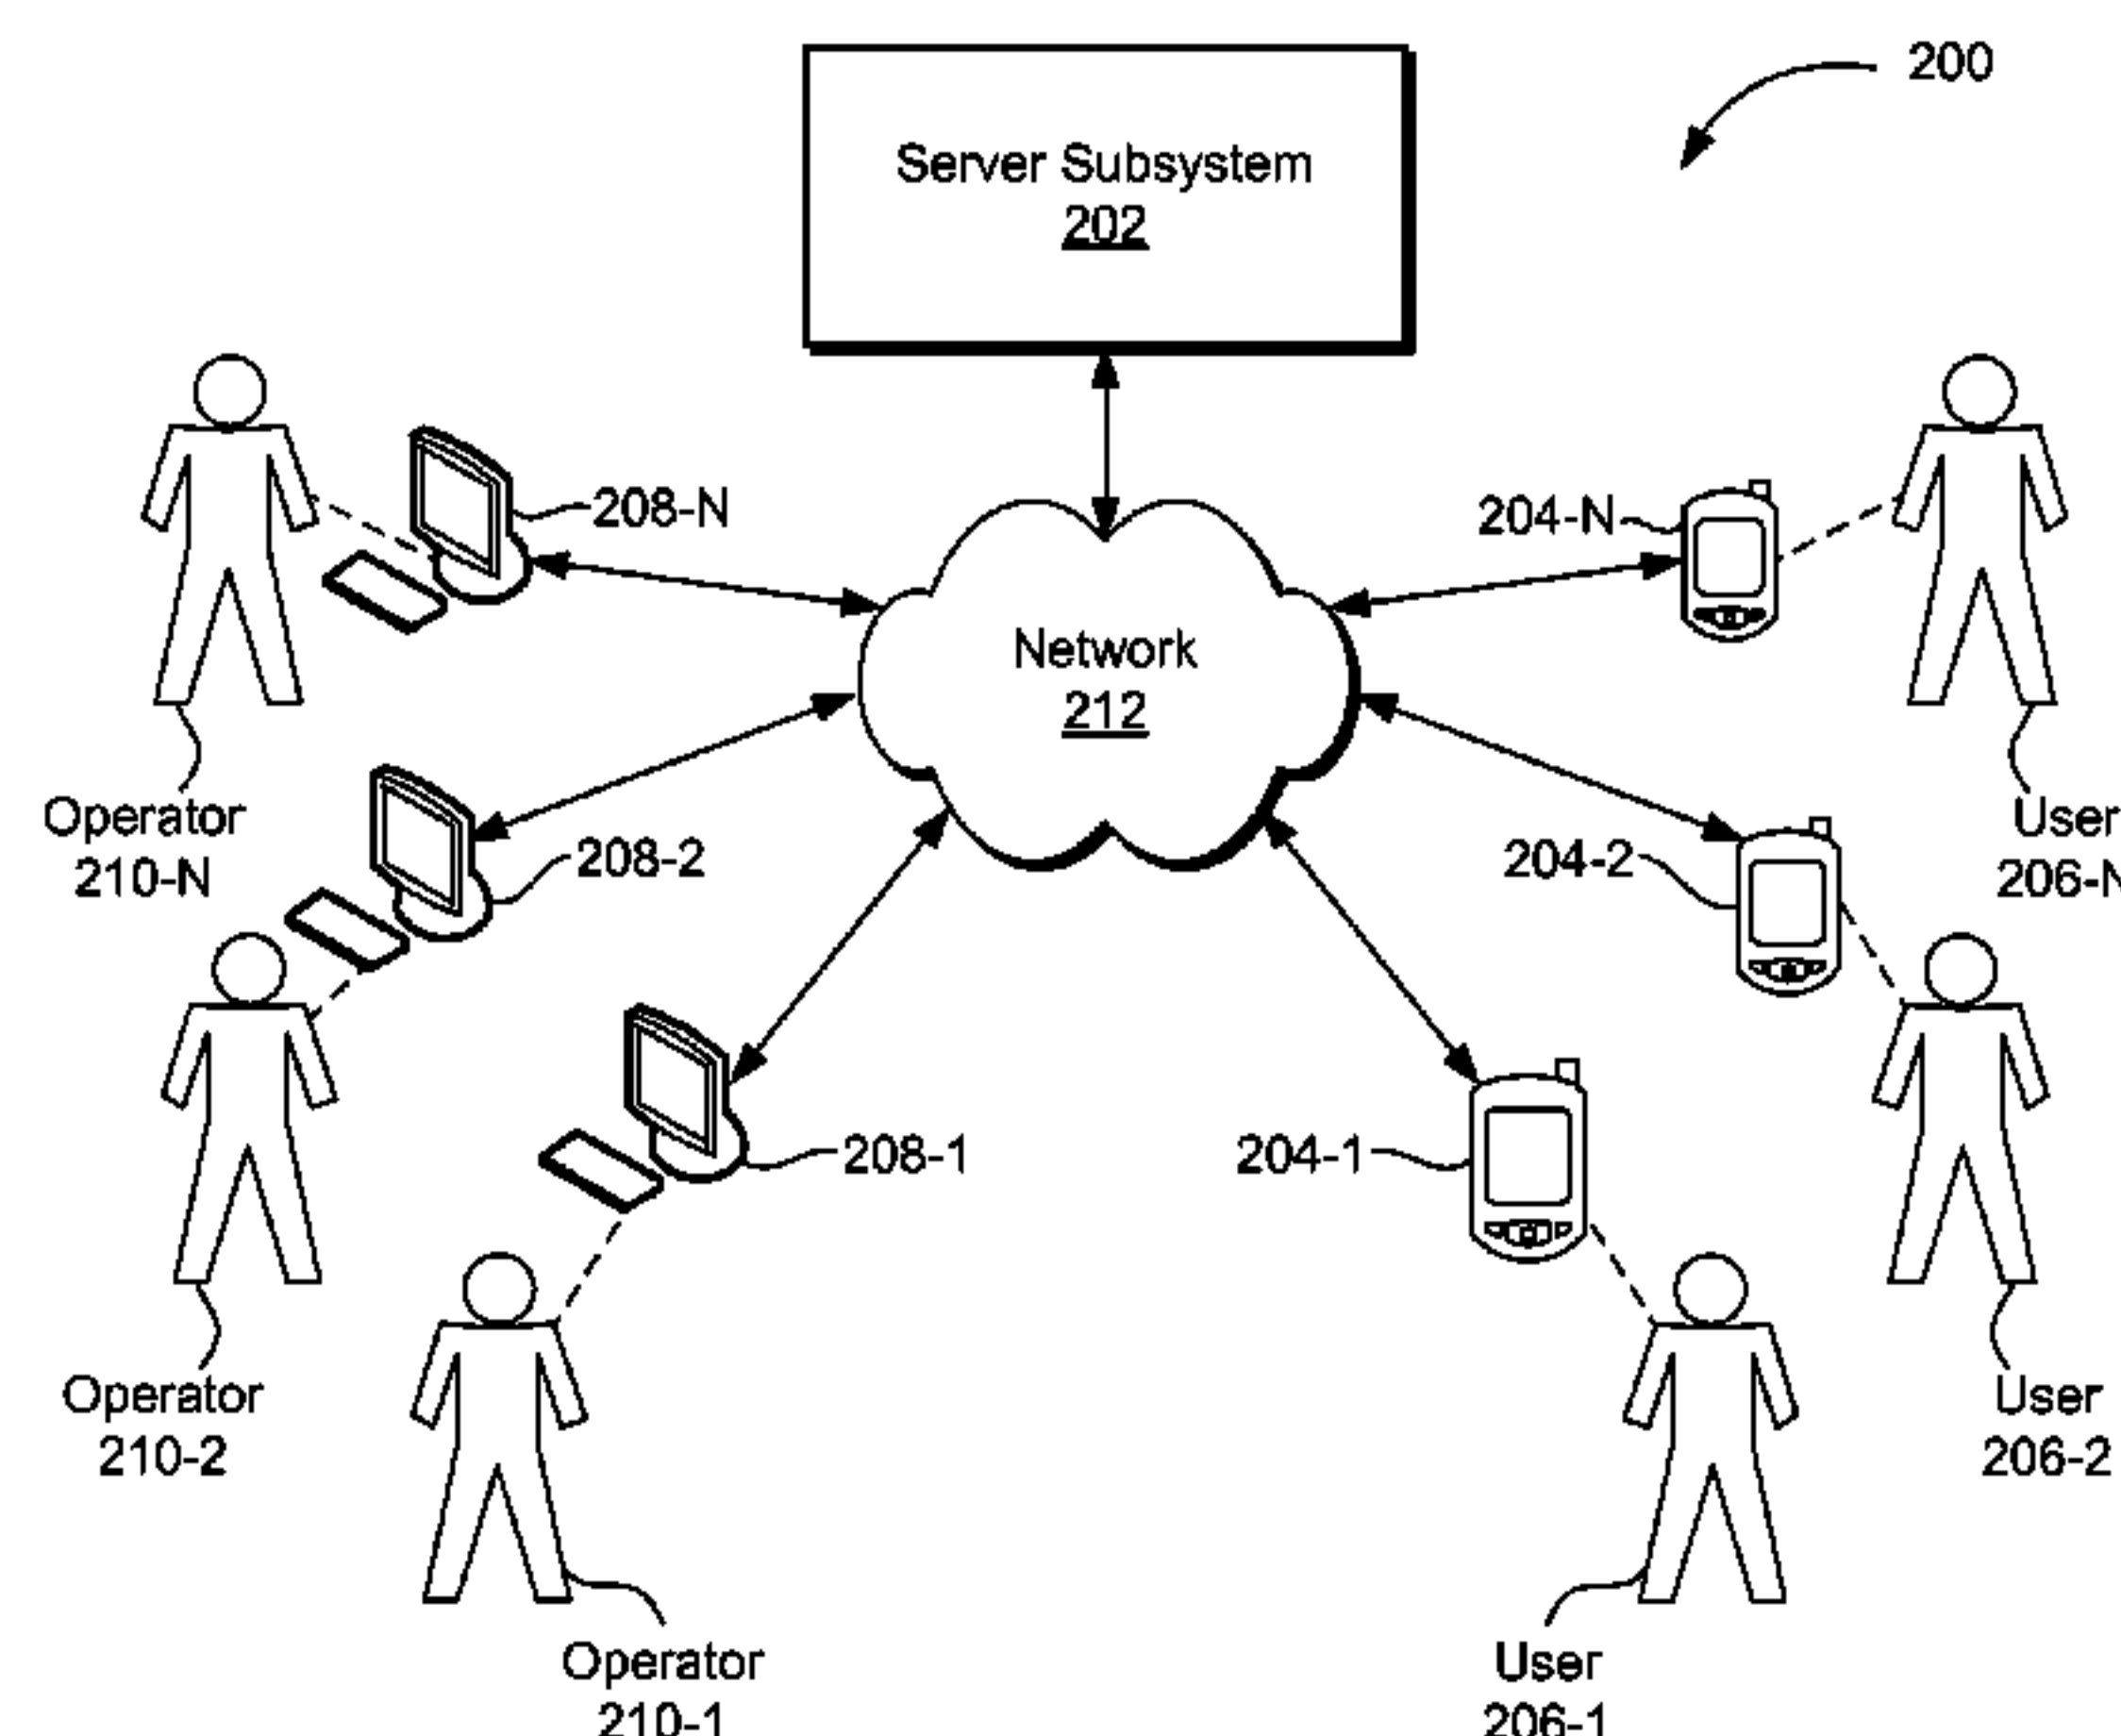 200
Server Subsystem
202
208-N
204-N
Network
212
Operator
210-N
User
206-N
208-2
204-2
208-1
204-1
Operator
210-2
User
206-2
Operator
210-1
User
206-1